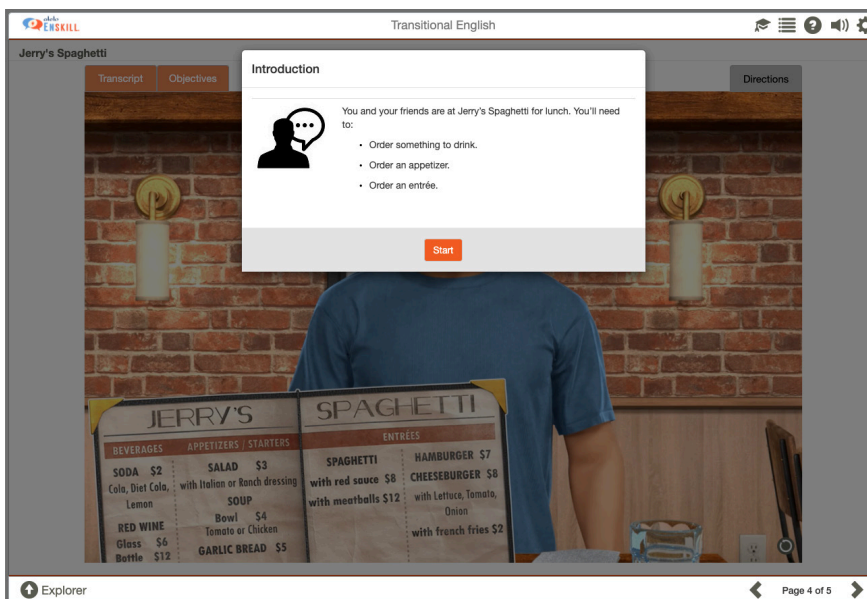 alelo
ENSKILL
Transitional English
Jerry's Spaghetti
Transcript
Objectives
Directions
Introduction
You and your friends are at Jerry's Spaghetti for lunch. You'll need
to:
• Order something to drink.
• Order an appetizer.
• Order an entrée.
Start
JERRY'S SPAGHETTI
BEVERAGES
SODA $2
Cola, Diet Cola,
Lemon
RED WINE
Glass $6
Bottle $12
APPETIZERS / STARTERS
SALAD $3
with Italion or Ranch dressing
SOUP
Bowl $4
Tomato or Chicken
GARLIC BREAD $5
ENTRÉES
SPAGHETTI
with red sauce $8
with meatballs $12
HAMBURGER $7
CHEESEBURGER $8
with Lettuce, Tomato,
Onion
with french fries $2
Explorer
Page 4 of 5